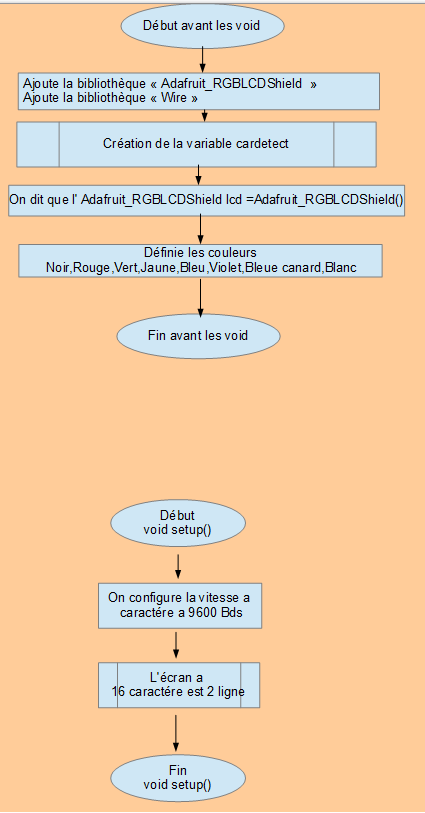 Début avant les void
Ajoute la bibliothèque « Adafruit_RGBLCDShield »
Ajoute la bibliothèque « Wire »
Création de la variable cardetect
On dit que l' Adafruit_RGBLCDShield lcd =Adafruit_RGBLCDShield()
Définie les couleurs
Noir,Rouge,Vert,Jaune,Bleu,Violet,Bleue canard,Blanc
Fin avant les void
Début
void setup()
On configure la vitesse a
caractére a 9600 Bds
L'écran a
16 caractére est 2 ligne
Fin
void setup()